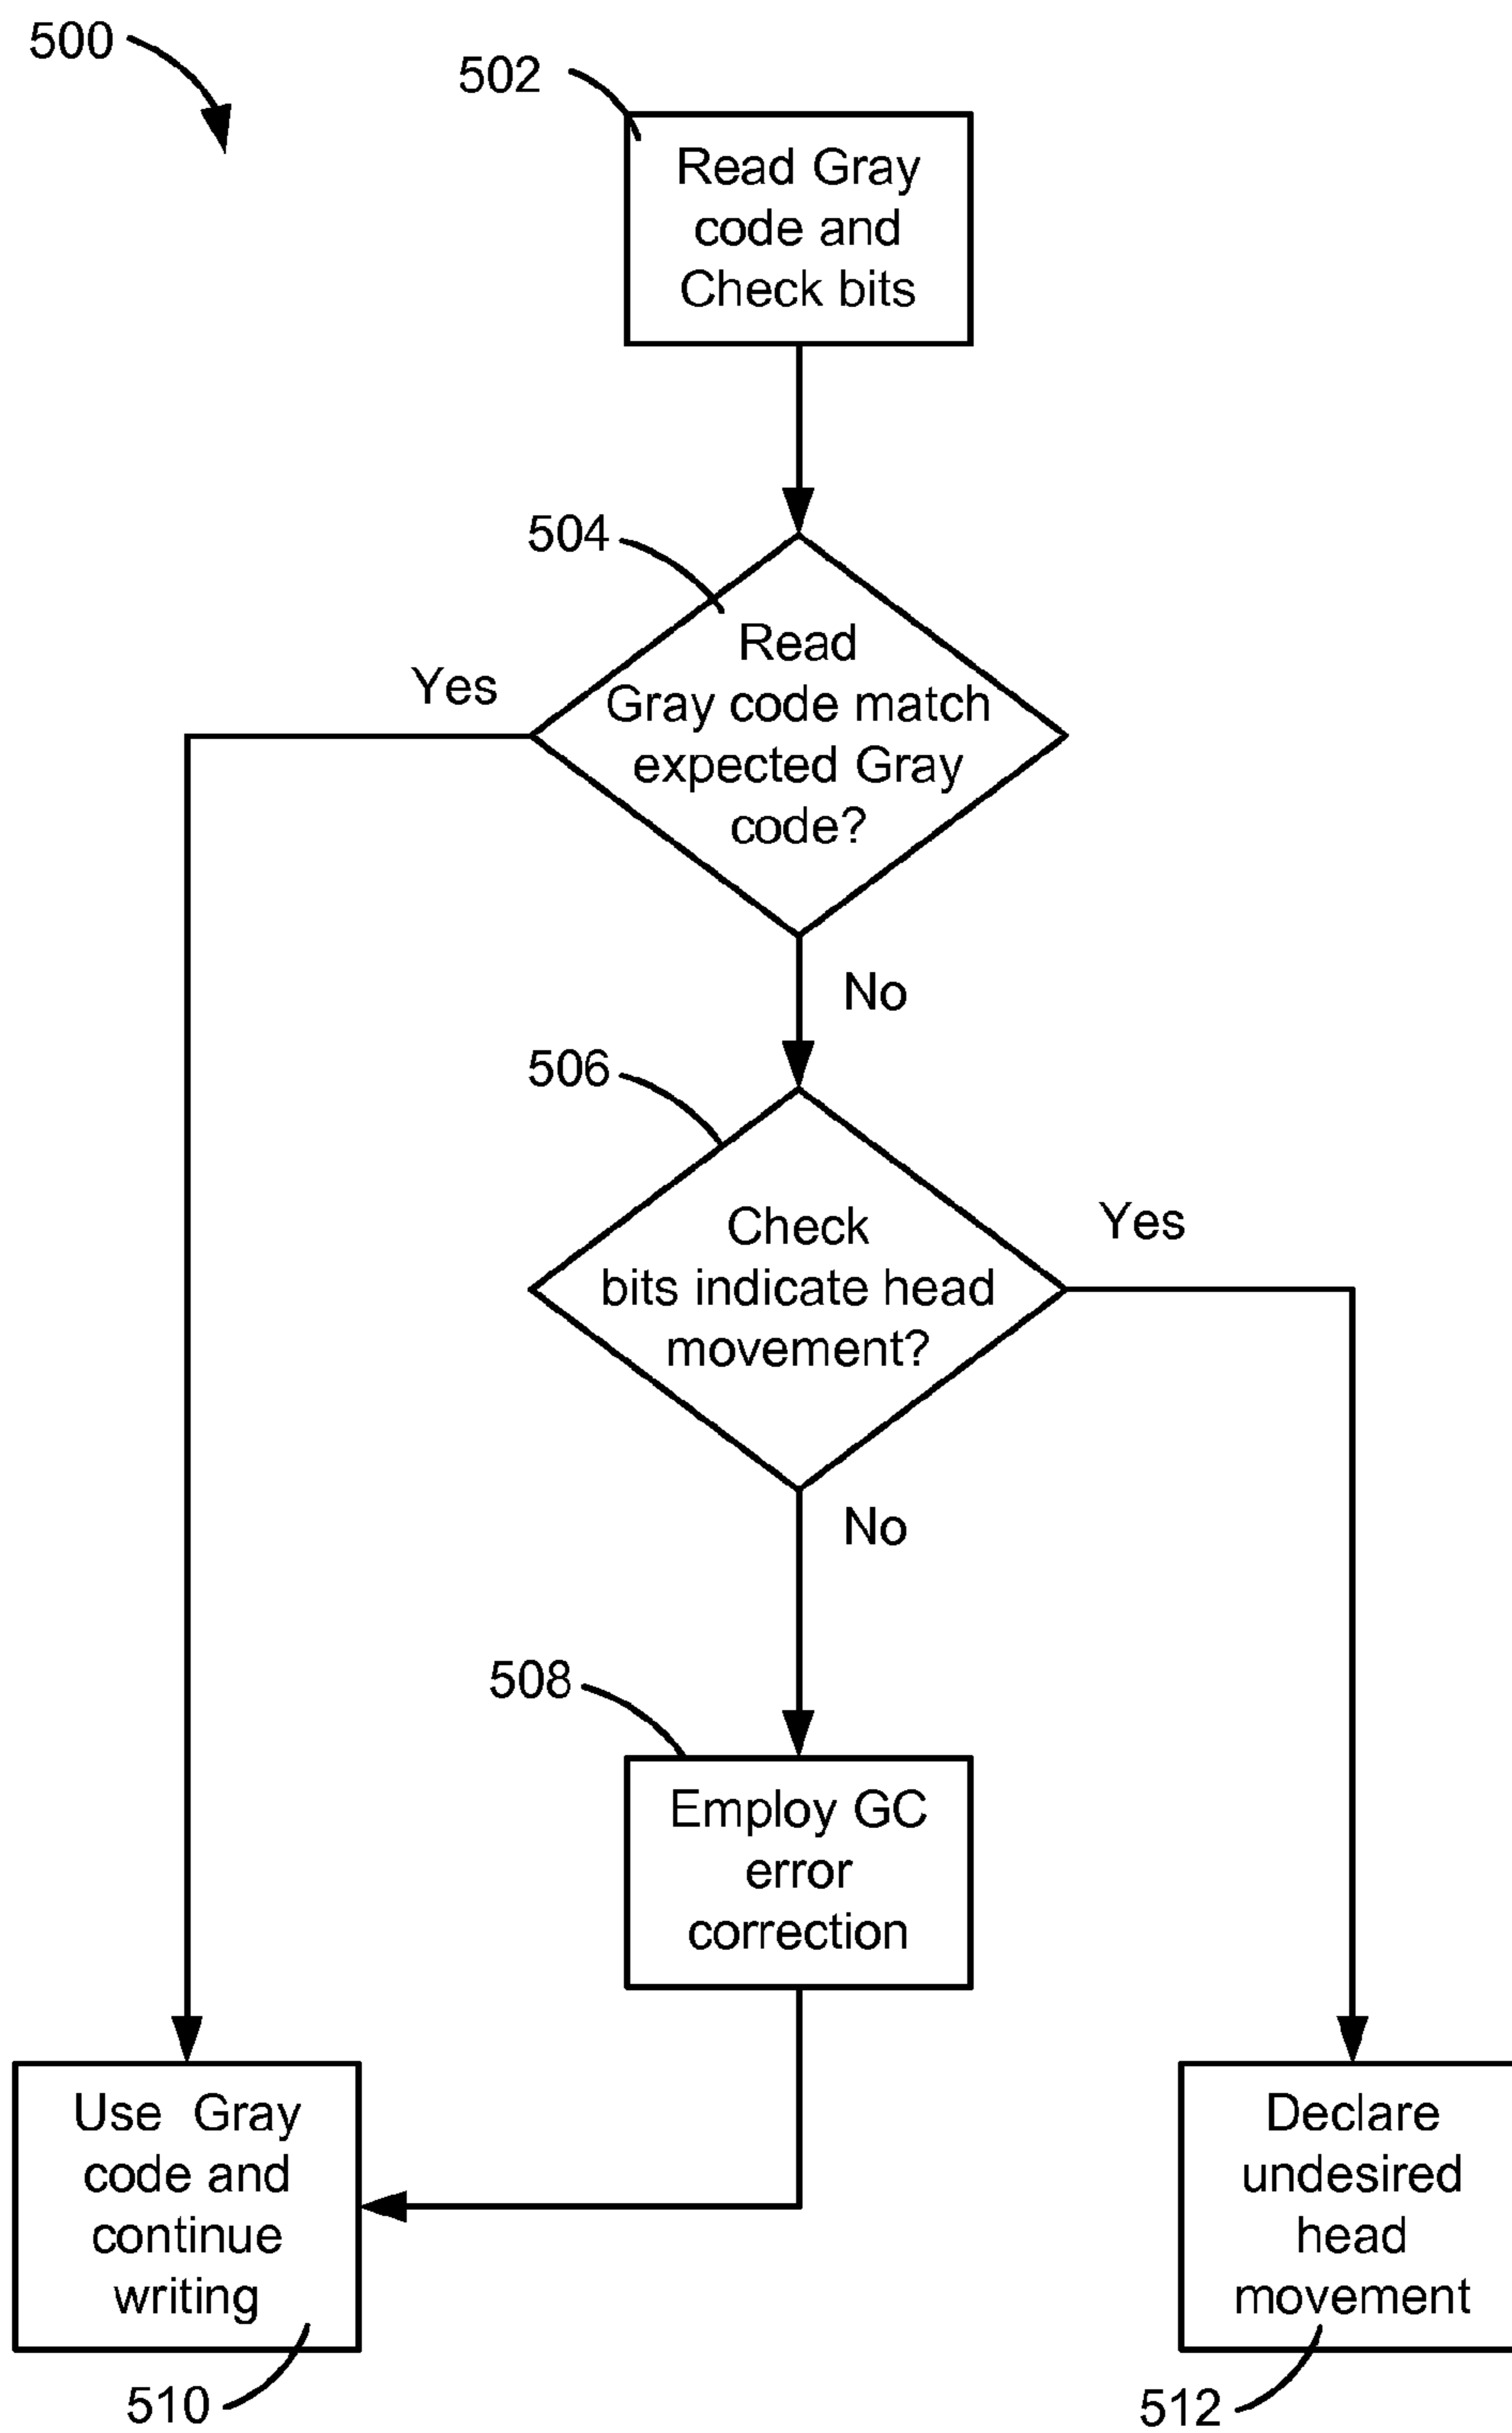 500
502
Read Gray
code and
Check bits
504
Read
Gray code match
expected Gray
code?
Yes
No
506
Check
bits indicate head
movement?
Yes
No
508
Employ GC
error
correction
Use Gray
code and
continue
writing
510
Declare
undesired
head
movement
512